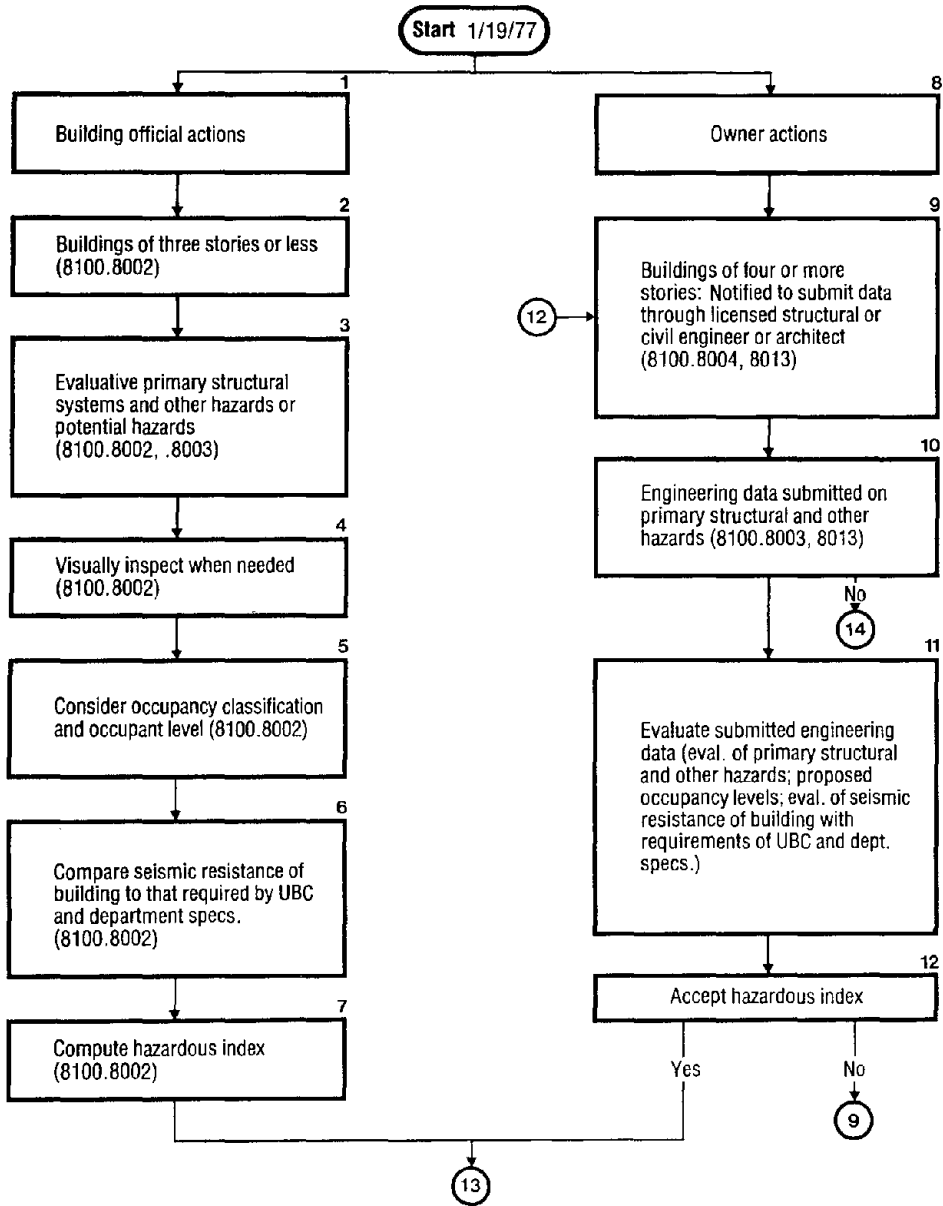 Start 1/19/77
1
Building official actions
2
Buildings of three stories or less
(8100.8002)
3
Evaluative primary structural
systems and other hazards or
potential hazards
(8100.8002, .8003)
4
Visually inspect when needed
(8100.8002)
5
Consider occupancy classification
and occupant level (8100.8002)
6
Compare seismic resistance of
building to that required by UBC
and department specs.
(8100.8002)
7
Compute hazardous index
(8100.8002)
8
Owner actions
9
12
Buildings of four or more
stories: Notified to submit data
through licensed structural or
civil engineer or architect
(8100.8004, 8013)
10
Engineering data submitted on
primary structural and other
hazards (8100.8003, 8013)
No
14
11
Evaluate submitted engineering
data (eval. of primary structural
and other hazards; proposed
occupancy levels; eval. of seismic
resistance of building with
requirements of UBC and dept.
specs.)
12
Accept hazardous index
Yes
No
9
13